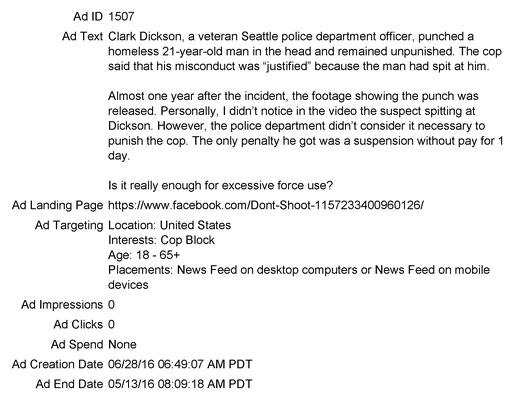 Ad ID 1507
Ad Text Clark Dickson, a veteran Seattle police department officer, punched a
homeless 21-year-old man in the head and remained unpunished. The cop
said that his misconduct was “justified” because the man had spit at him.
Almost one year after the incident, the footage showing the punch was
released. Personally, I didn’t notice in the video the suspect spitting at
Dickson. However, the police department didn’t consider it necessary to
punish the cop. The only penalty he got was a suspension without pay for 1
day.
Is it really enough for excessive force use?
Ad Landing Page https://www.facebook.com/Dont-Shoot-1157233400960126/
Ad Targeting Location: United States
Interests: Cop Block
Age: 18 - 65+
Placements: News Feed on desktop computers or News Feed on mobile
devices
Ad Impressions 0
Ad Clicks 0
Ad Spend None
Ad Creation Date 06/28/16 06:49:07 AM PDT
Ad End Date 05/13/16 08:09:18 AM PDT